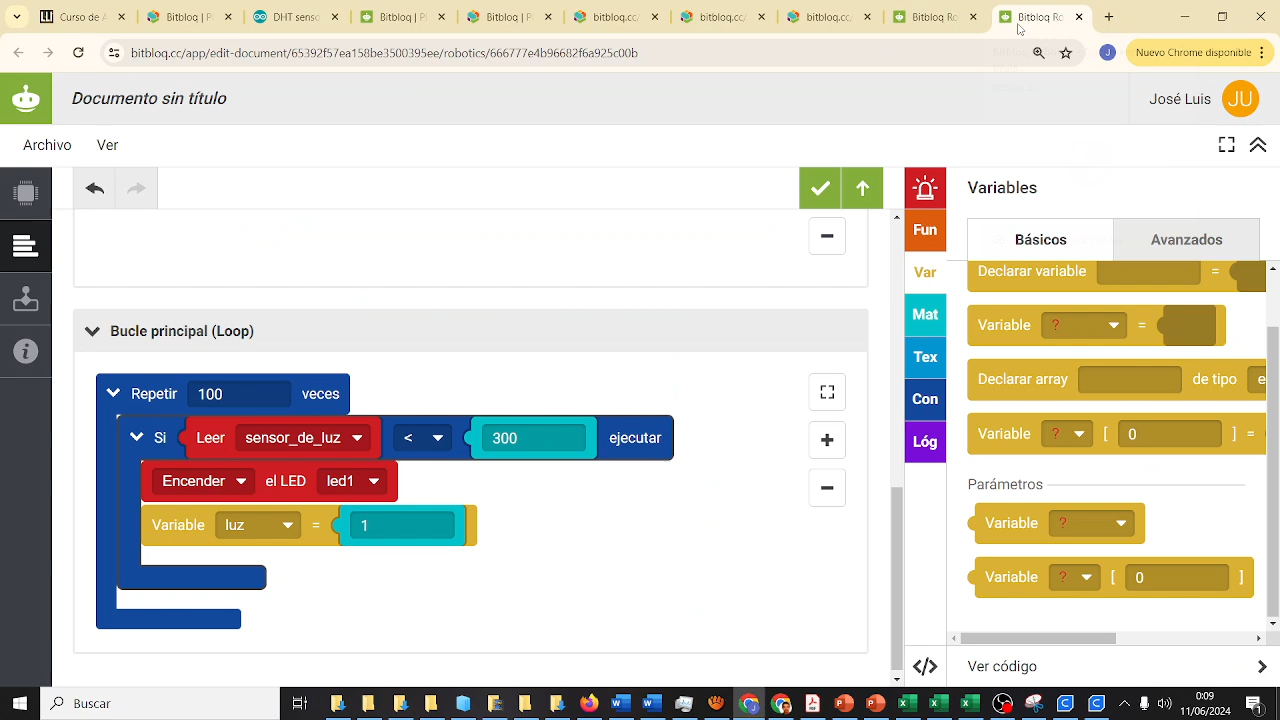 Curso de A
Bitbloq | P
DHT senso
Bitbloq | P
Bitbloq | P
bitbloq.cc/
bitbloq.cc/
bitbloq.cc/
Bitbloq Ro
Bitbloq Ro
bitbloq.cc/app/edit-document/65392f57ea158be3500395ee/robotics/666777e4b96682f6a925c00b
J
Nuevo Chrome disponible
Documento sin título
José Luis
JU
Archivo
Ver
Variables
Básicos
Avanzados
Fun
Var
Mat
Tex
Con
Lóg
Declarar variable =
Variable ? =
Declarar array de tipo e
Variable ? [ 0 ] =
Parámetros
Variable ?
Variable ? [ 0 ]
Bucle principal (Loop)
Repetir 100 veces
Si Leer sensor_de_luz < 300 ejecutar
Encender el LED led1
Variable luz = 1
</> Ver código
Buscar
0:09
11/06/2024